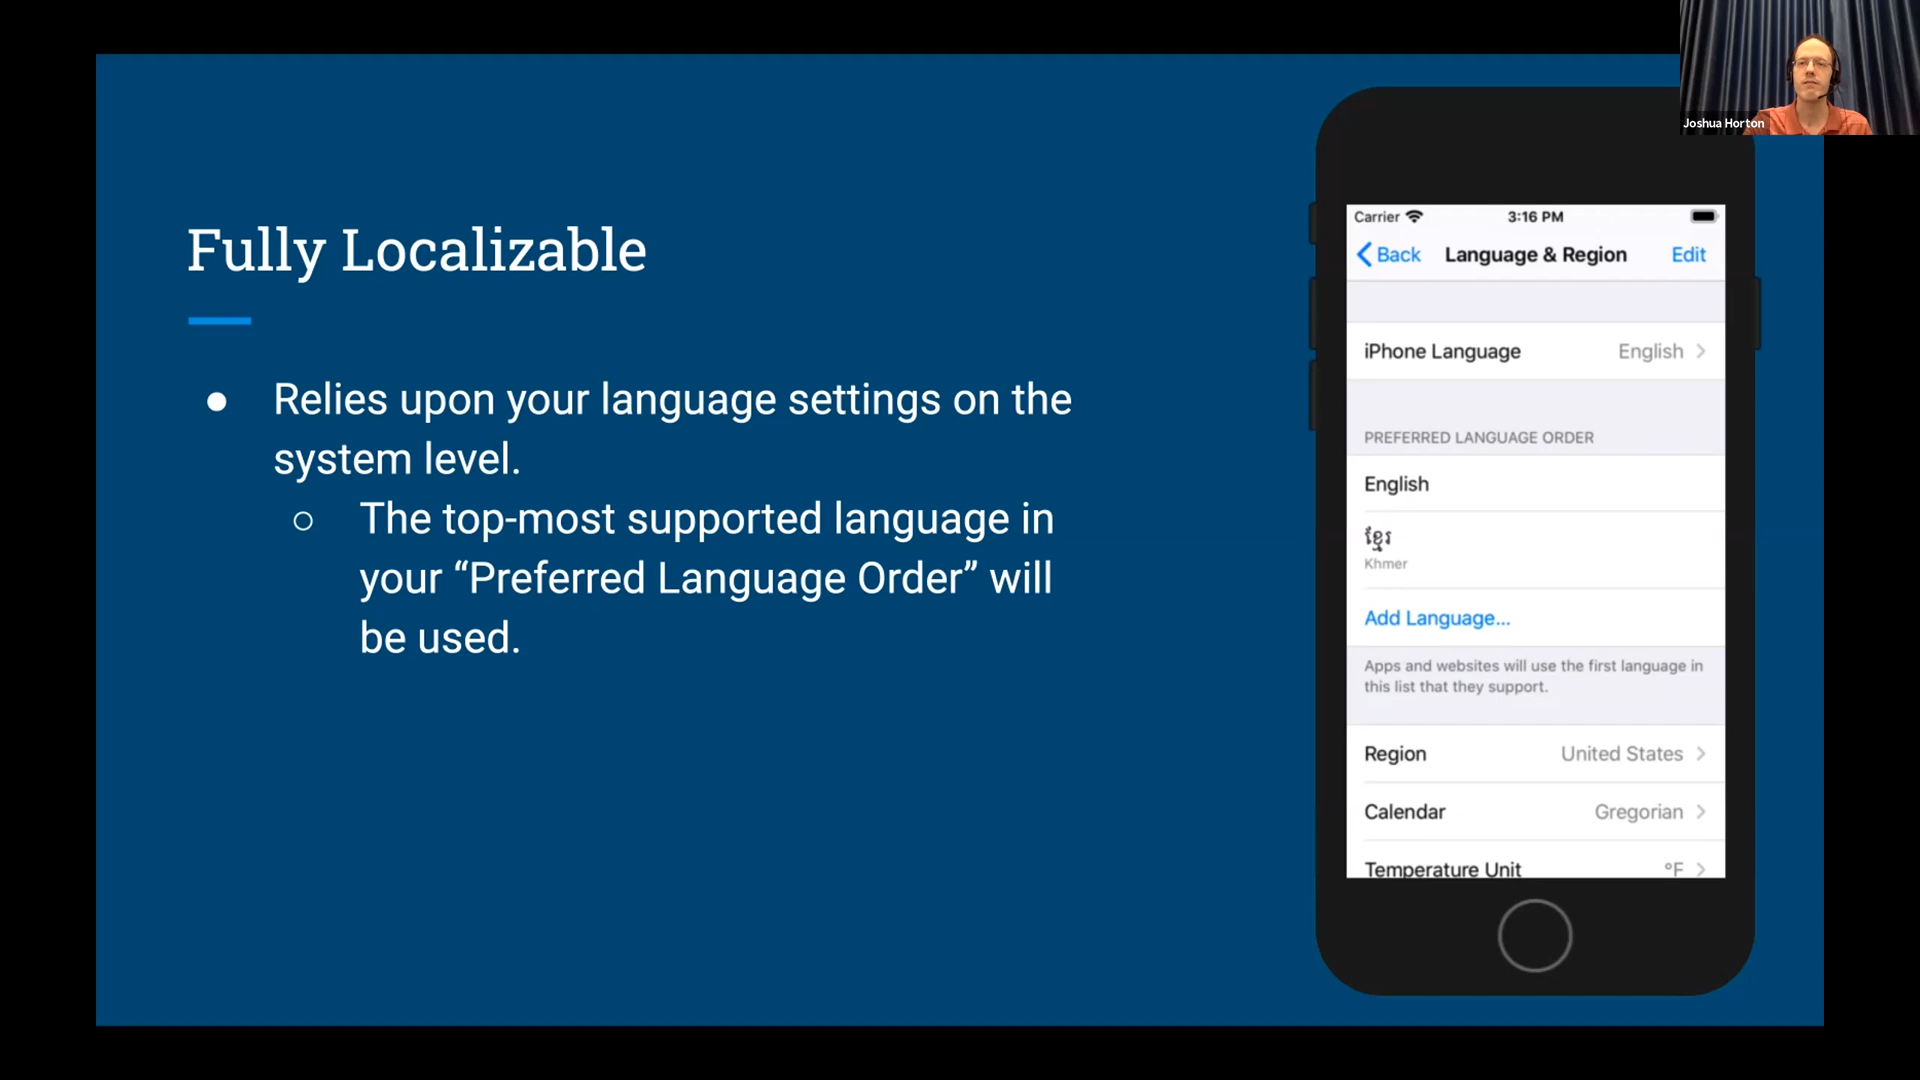 Joshua Horton
Fully Localizable
● Relies upon your language settings on the
system level.
○ The top-most supported language in
your “Preferred Language Order” will
be used.
Carrier 3:16 PM
Back Language & Region Edit
iPhone Language English
PREFERRED LANGUAGE ORDER
English
ខ្មែរ
Khmer
Add Language...
Apps and websites will use the first language in
this list that they support.
Region United States
Calendar Gregorian
Temperature Unit °F